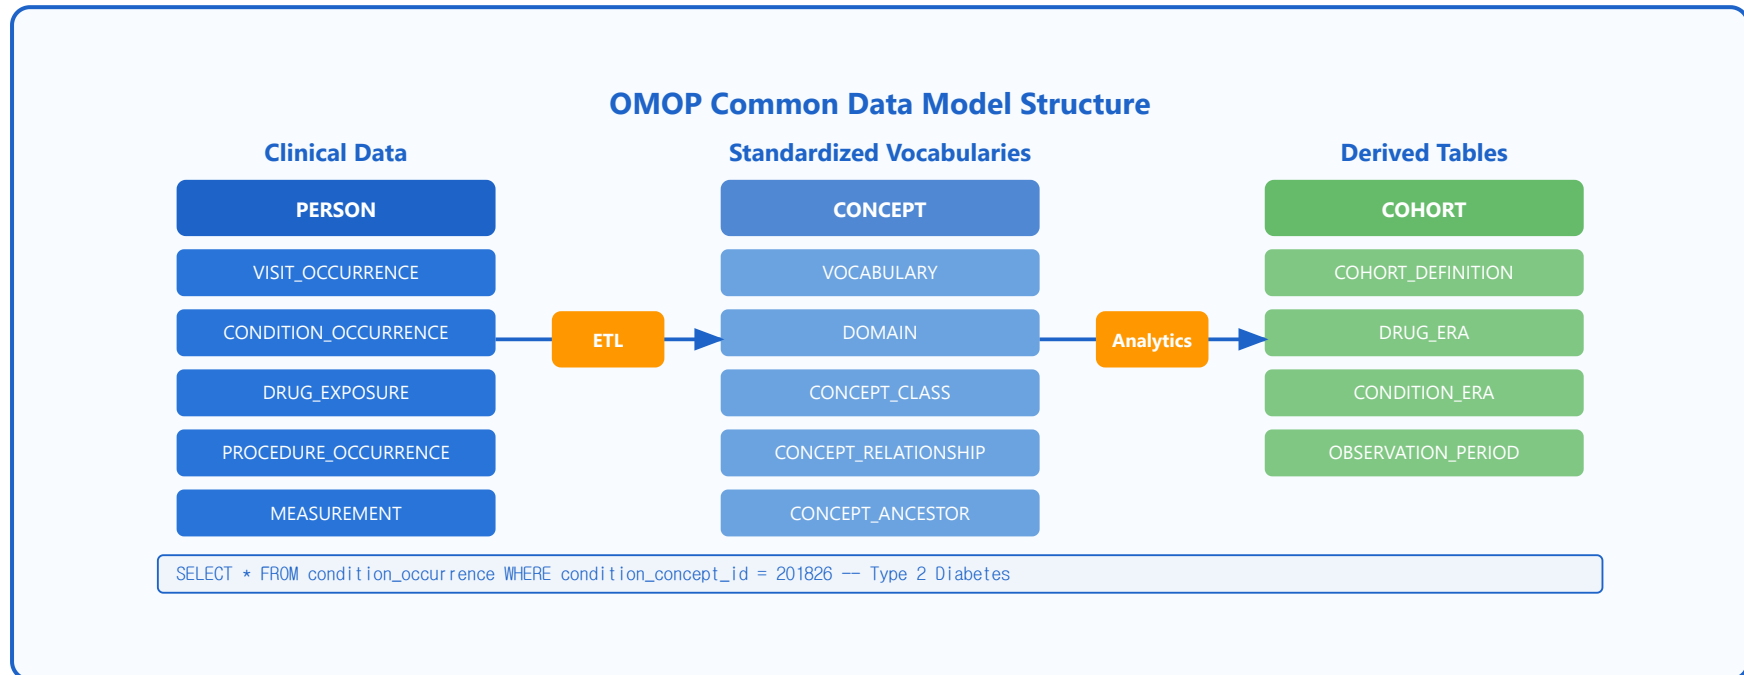 OMOP Common Data Model Structure
Clinical Data
PERSON
VISIT_OCCURRENCE
CONDITION_OCCURRENCE
DRUG_EXPOSURE
PROCEDURE_OCCURRENCE
MEASUREMENT
ETL
Standardized Vocabularies
CONCEPT
VOCABULARY
DOMAIN
CONCEPT_CLASS
CONCEPT_RELATIONSHIP
CONCEPT_ANCESTOR
Analytics
Derived Tables
COHORT
COHORT_DEFINITION
DRUG_ERA
CONDITION_ERA
OBSERVATION_PERIOD
SELECT * FROM condition_occurrence WHERE condition_concept_id = 201826 -- Type 2 Diabetes